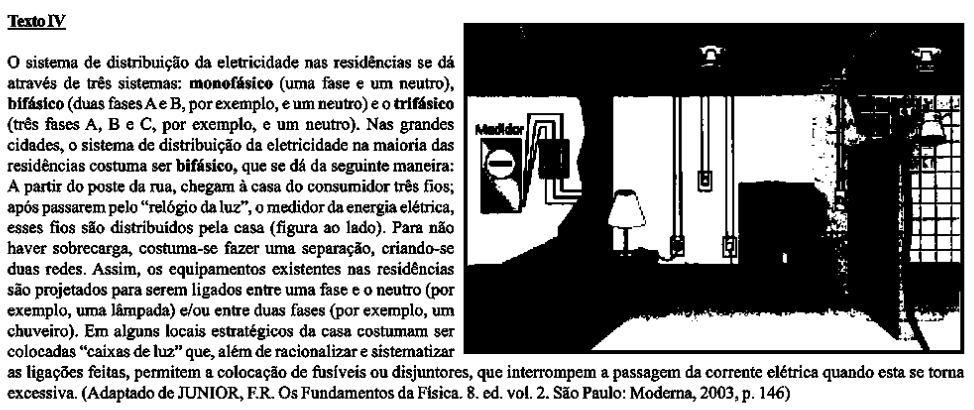 Texto IV
O sistema de distribuição da eletricidade nas residências se dá
através de três sistemas: monofásico (uma fase e um neutro),
bifásico (duas fases A e B, por exemplo, e um neutro) e o trifásico
(três fases A, B e C, por exemplo, e um neutro). Nas grandes
cidades, o sistema de distribuição da eletricidade na maioria das
residências costuma ser bifásico, que se dá da seguinte maneira:
A partir do poste da rua, chegam à casa do consumidor três fios;
após passarem pelo “relógio da luz”, o medidor da energia elétrica,
esses fios são distribuídos pela casa (figura ao lado). Para não
haver sobrecarga, costuma-se fazer uma separação, criando-se
duas redes. Assim, os equipamentos existentes nas residências
são projetados para serem ligados entre uma fase e o neutro (por
exemplo, uma lâmpada) e/ou entre duas fases (por exemplo, um
chuveiro). Em alguns locais estratégicos da casa costumam ser
colocadas “caixas de luz” que, além de racionalizar e sistematizar
as ligações feitas, permitem a colocação de fusíveis ou disjuntores, que interrompem a passagem da corrente elétrica quando esta se torna
excessiva. (Adaptado de JUNIOR, F.R. Os Fundamentos da Física. 8. ed. vol. 2. São Paulo: Moderna, 2003, p. 146)
Medidor